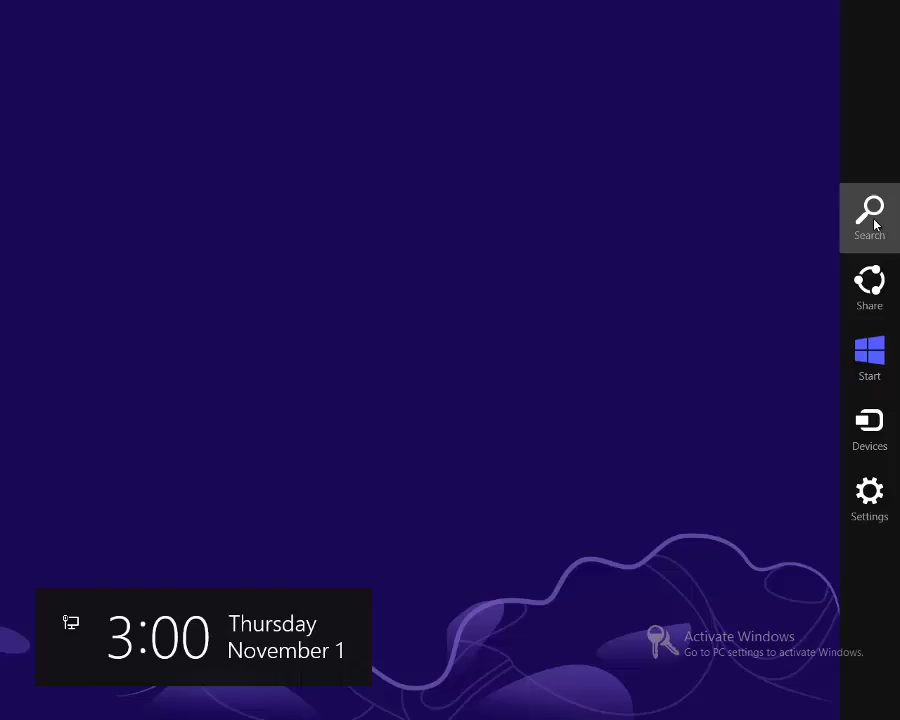 Search
Share
Start
Devices
Settings
3:00
Thursday
November 1
Activate Windows
Go to PC settings to activate Windows.